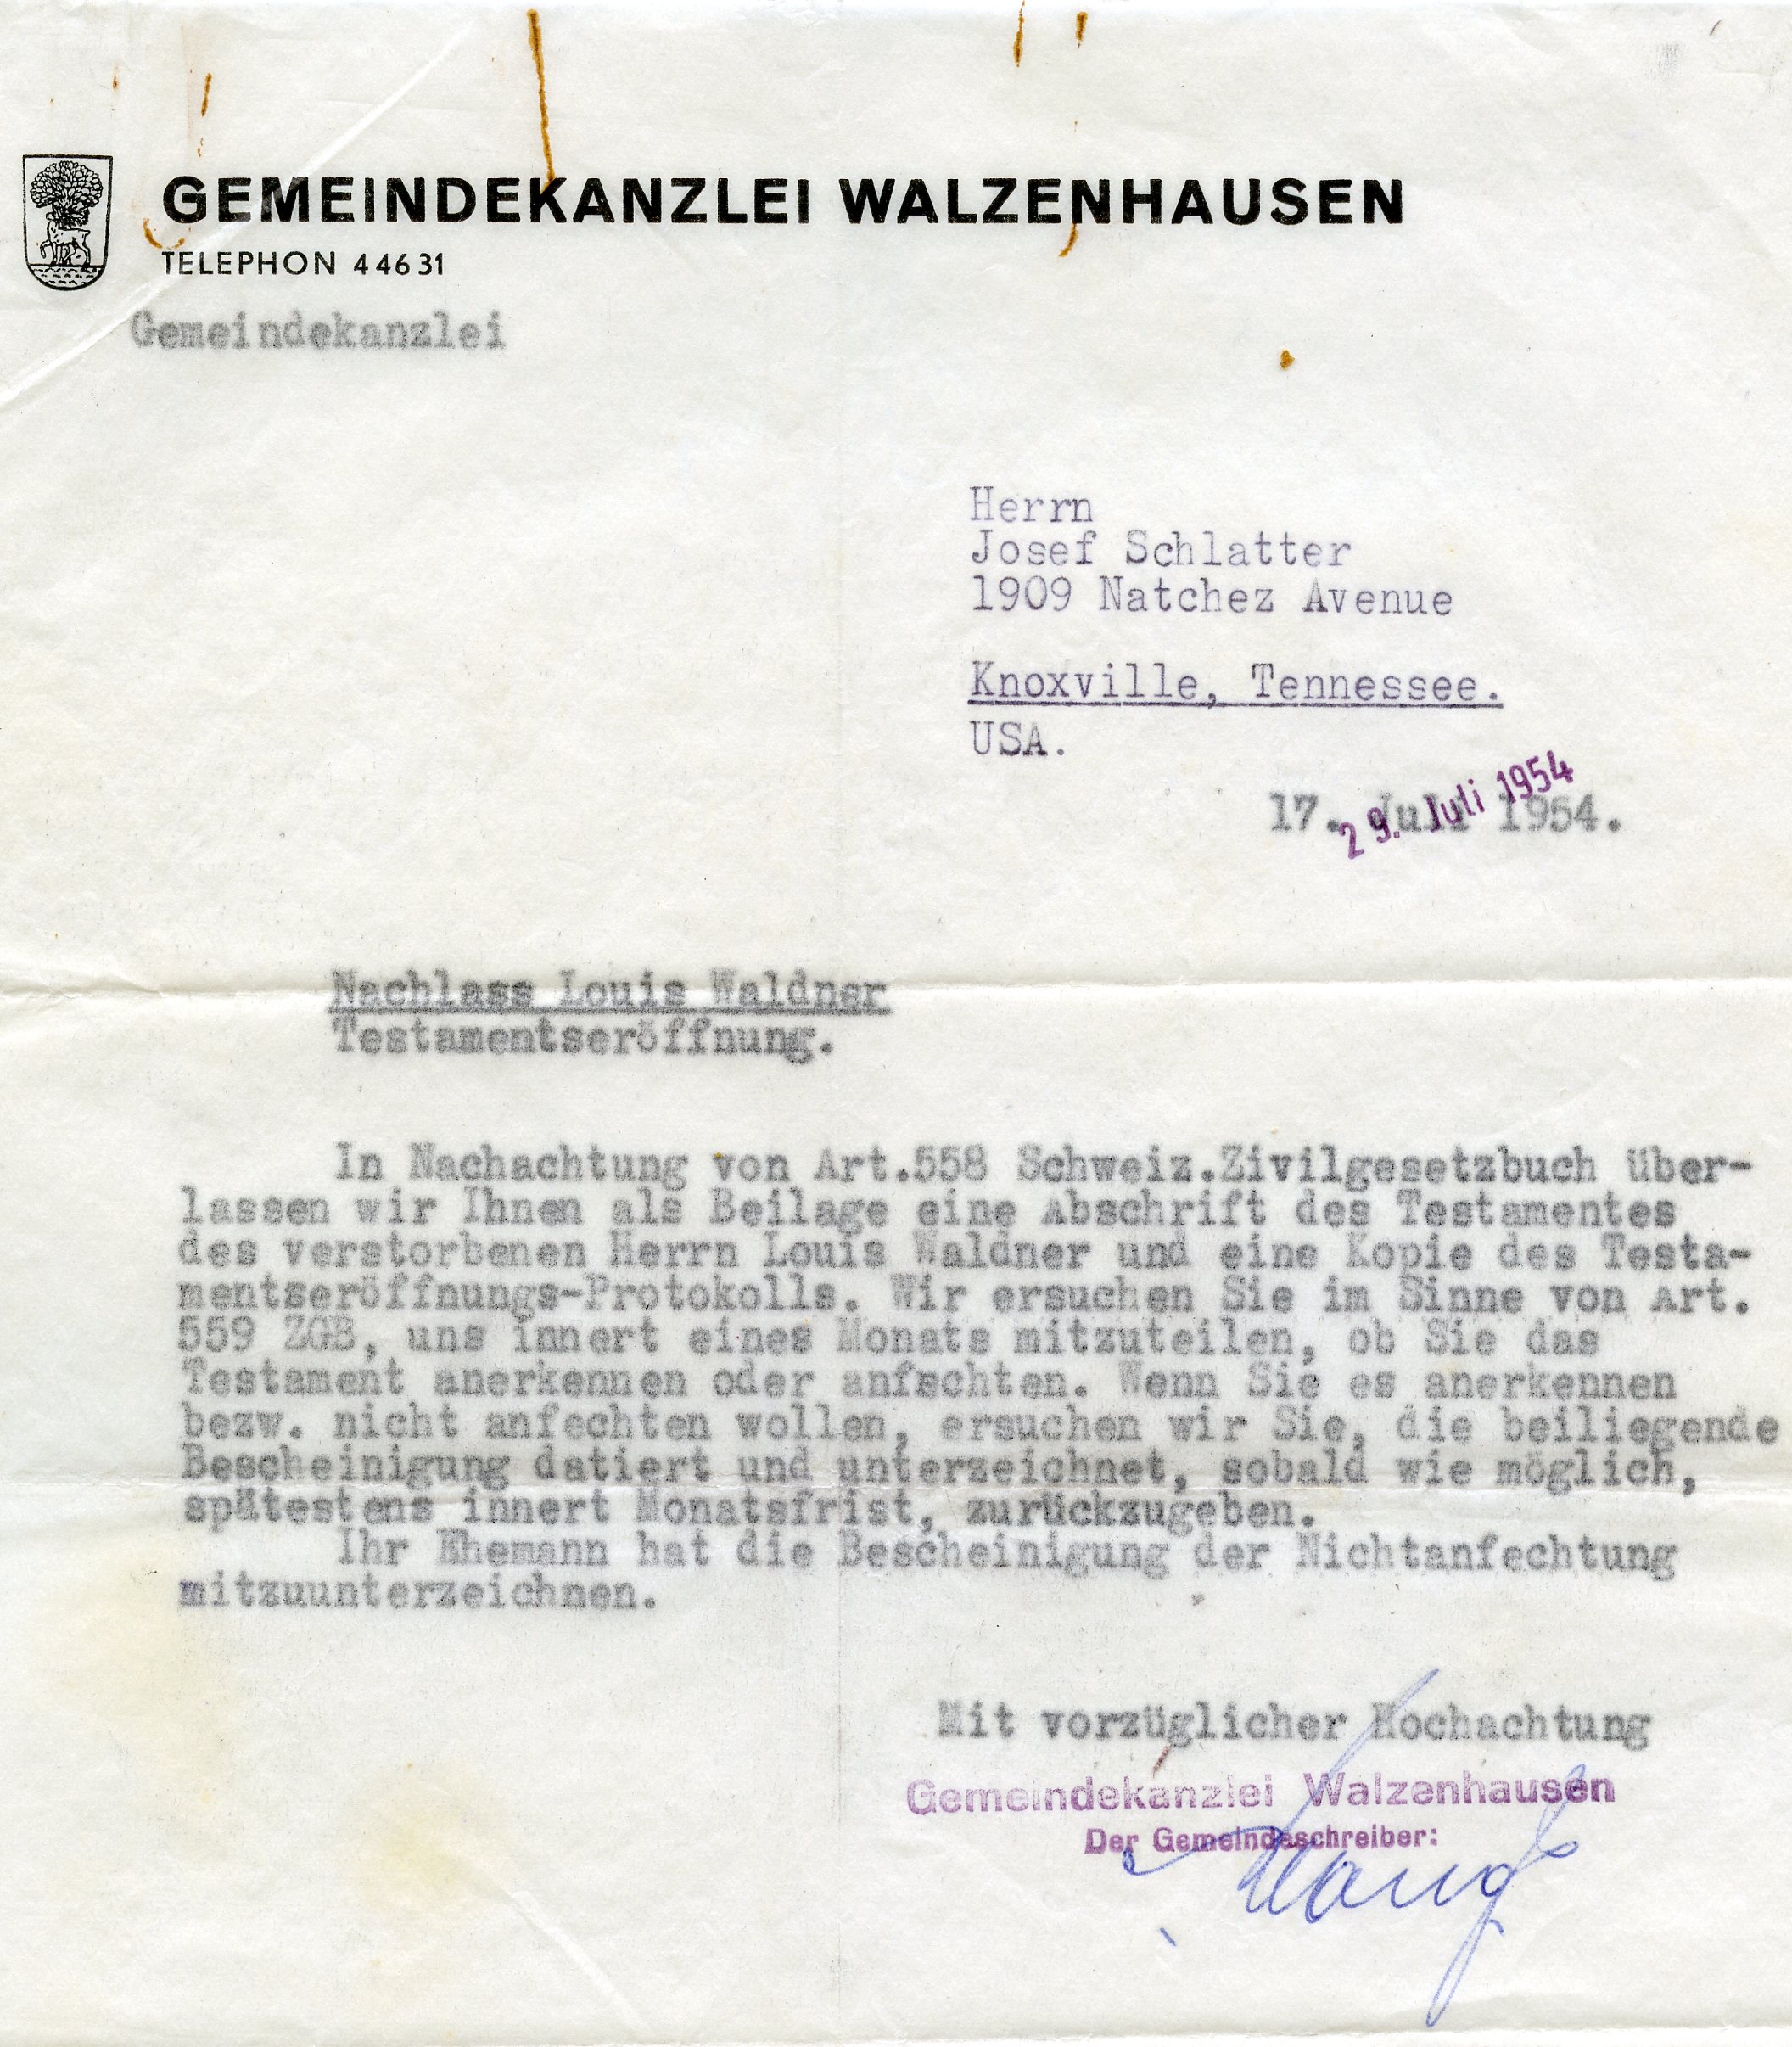 GEMEINDEKANZLEI WALZENHAUSEN
TELEPHON 4 46 31
Gemeindekanzlei
Herrn
Josef Schlatter
1909 Natchez Avenue
Knoxville, Tennessee.
USA.
29. Juli 1954
17. Juli 1954.
Nachlass Louis Waldner
Testamentseröffnung.
In Nachachtung von Art.558 Schweiz.Zivilgesetzbuch über-
lassen wir Ihnen als Beilage eine Abschrift des Testamentes
des verstorbenen Herrn Louis Waldner und eine Kopie des Testa-
mentseröffnungs-Protokolls. Wir ersuchen Sie im Sinne von Art.
559 ZGB, uns innert eines Monats mitzuteilen, ob Sie das
Testament anerkennen oder anfechten. Wenn Sie es anerkennen
bezw. nicht anfechten wollen, ersuchen wir Sie, die beiliegende
Bescheinigung datiert und unterzeichnet, sobald wie möglich,
spätestens innert Monatsfrist, zurückzugeben.
Ihr Ehemann hat die Bescheinigung der Nichtanfechtung
mitzuunterzeichnen.
Mit vorzüglicher Hochachtung
Gemeindekanzlei Walzenhausen
Der Gemeindeschreiber: